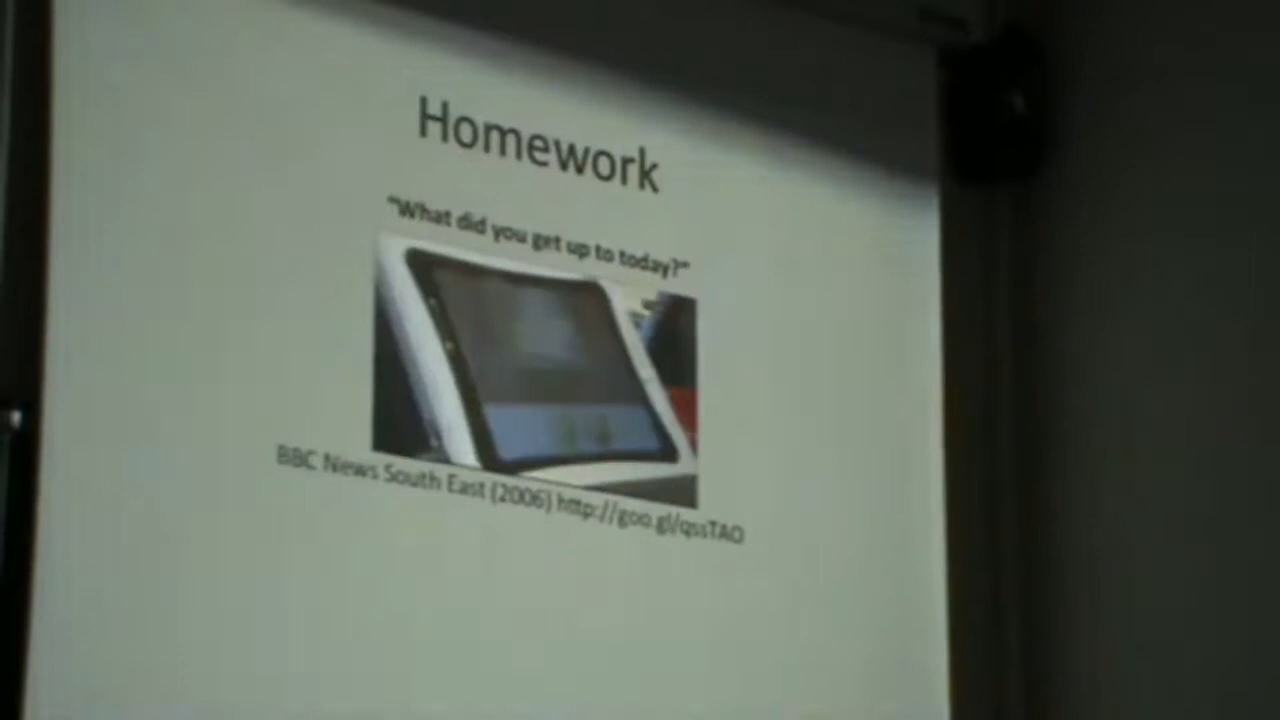 Homework
"What did you get up to today?"
BBC News South East (2006) http://goo.gl/qssTAO